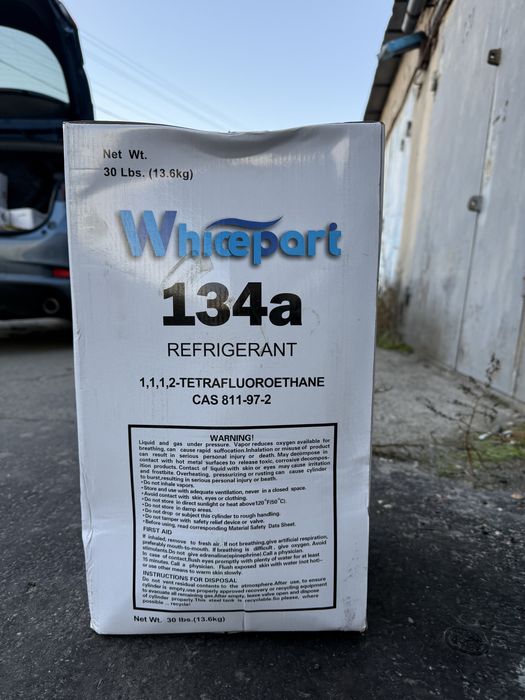 Net Wt.
30 Lbs. (13.6kg)
Whicepart
134a
REFRIGERANT
1,1,1,2-TETRAFLUOROETHANE
CAS 811-97-2
WARNING!
Liquid and gas under pressure. Vapor reduces oxygen available for
breathing, can cause rapid suffocation.Inhalation or misuse of product
can result in serious personal injury or death. May decompose in
contact with hot metal surfaces to release toxic, corrosive decompos-
ition products. Contact of liquid with skin or eyes may cause irritation
and frostbite. Overheating, pressurizing or rusting can cause cylinder
to burst,resulting in serious personal injury or death.
•Do not inhale vapors.
•Store and use with adequate ventilation, never in a closed space.
•Avoid contact with skin, eyes or clothing.
•Do not store in direct sunlight or heat above120°F(50°C).
•Do not store in damp areas.
•Do not drop or subject this cylinder to rough handling.
•Do not tamper with safety relief device or valve.
•Before using, read corresponding Material Safety Data Sheet.
FIRST AID
If inhaled, remove to fresh air. If not breathing,give artificial respiration,
preferably mouth-to-mouth. If breathing is difficult, give oxygen. Avoid
stimulants.Do not give adrenaline(epinephrine).Call a physician.
In case of contact,flush eyes promptly with plenty of water for at least
15 minutes. Call a physician. Flush exposed skin with water (not hot)-
or use other means to warm skin slowly.
INSTRUCTIONS FOR DISPOSAL
Do not vent residual contents to the atmosphere.After use, to ensure
cylinder is empty,use properly approved recovery or recycling equipment
to evacuate all remaining gas.After empty, leave valve open and dispose
of cylinder properly.This steel tank is recyclable.So please, where
possible .. recycle!
Net Wt. 30 lbs.(13.6kg)